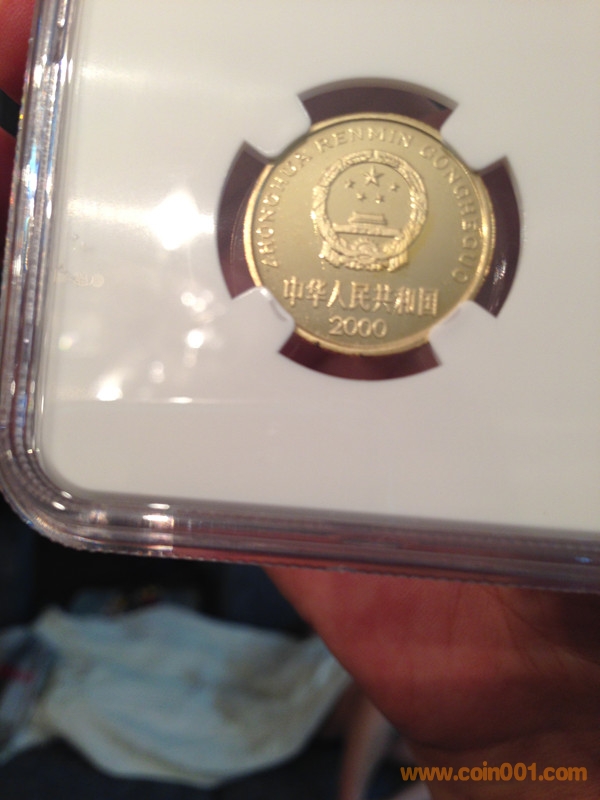 ZHONGHUA RENMIN GONGHEGUO
中华人民共和国
2000
www.coin001.com